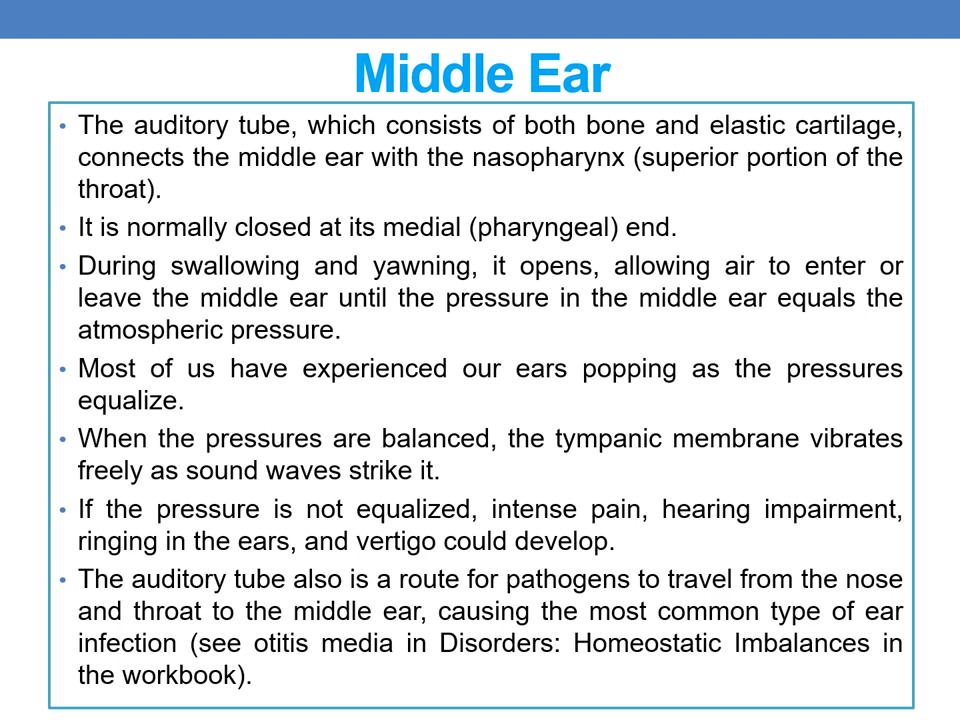 Middle Ear
• The auditory tube, which consists of both bone and elastic cartilage,
connects the middle ear with the nasopharynx (superior portion of the
throat).
• It is normally closed at its medial (pharyngeal) end.
• During swallowing and yawning, it opens, allowing air to enter or
leave the middle ear until the pressure in the middle ear equals the
atmospheric pressure.
• Most of us have experienced our ears popping as the pressures
equalize.
• When the pressures are balanced, the tympanic membrane vibrates
freely as sound waves strike it.
• If the pressure is not equalized, intense pain, hearing impairment,
ringing in the ears, and vertigo could develop.
• The auditory tube also is a route for pathogens to travel from the nose
and throat to the middle ear, causing the most common type of ear
infection (see otitis media in Disorders: Homeostatic Imbalances in
the workbook).